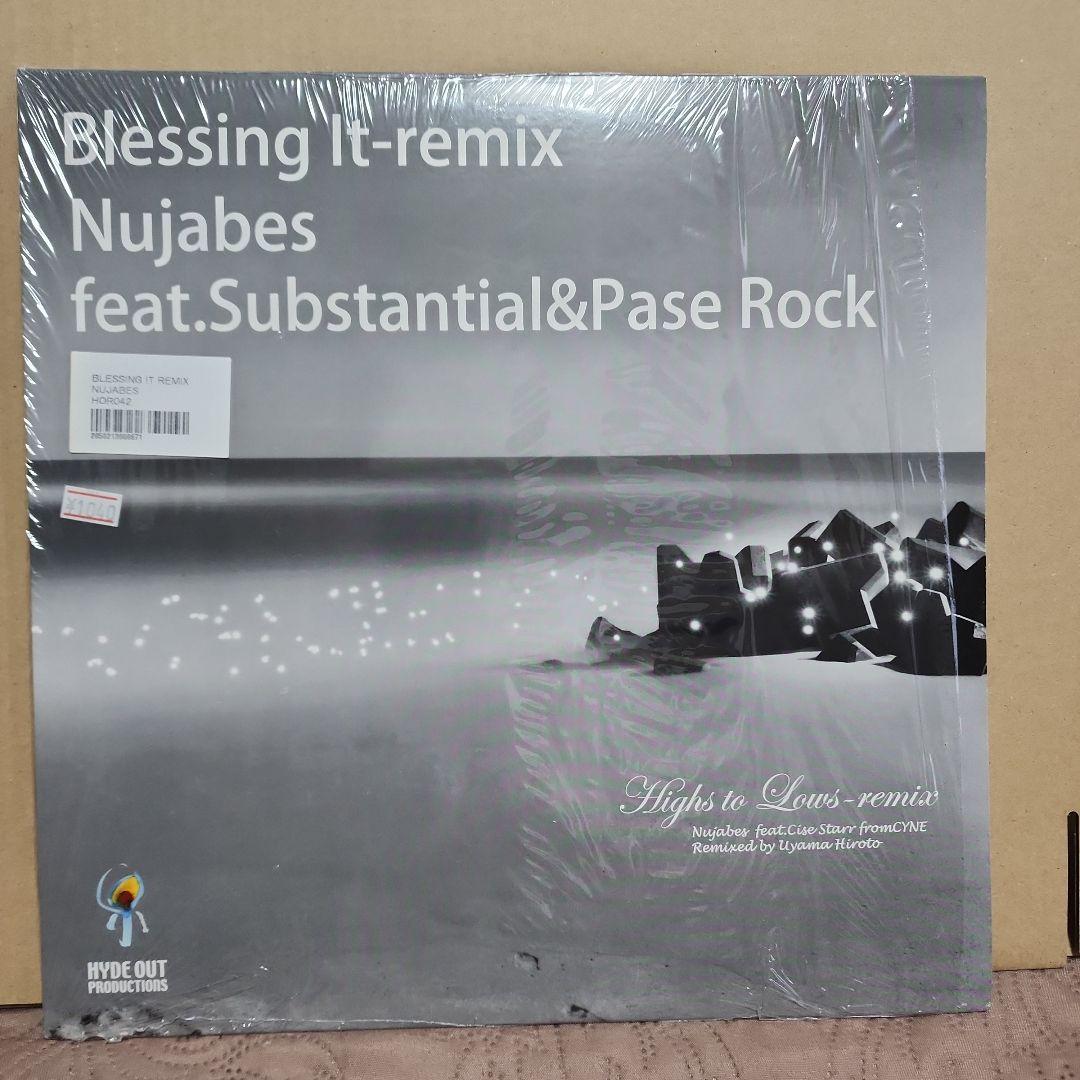 Blessing It-remix
Nujabes
feat.Substantial&Pase Rock
BLESSING IT REMIX
NUJABES
HOR042
¥1040
Highs to Lows-remix
Nujabes feat.Cise Starr fromCYNE
Remixed by Uyama Hiroto
HYDE OUT
PRODUCTIONS